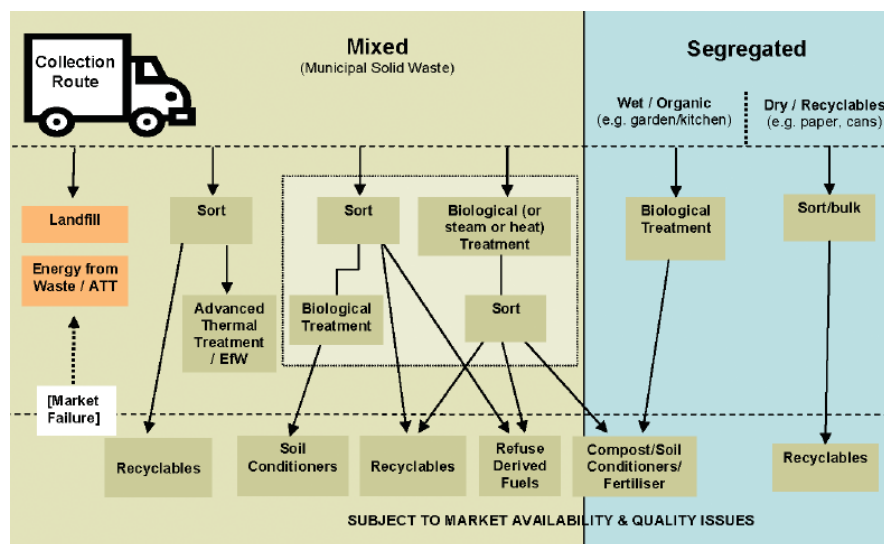 Collection
Route
Mixed
(Municipal Solid Waste)
Segregated
Wet / Organic
(e.g. garden/kitchen)
Dry / Recyclables
(e.g. paper, cans)
Landfill
Energy from
Waste / ATT
[Market
Failure]
Sort
Advanced
Thermal
Treatment
/ EfW
Sort
Biological
Treatment
Biological (or
steam or heat)
Treatment
Sort
Biological
Treatment
Sort/bulk
Recyclables
Soil
Conditioners
Recyclables
Refuse
Derived
Fuels
Compost/Soil
Conditioners/
Fertiliser
Recyclables
SUBJECT TO MARKET AVAILABILITY & QUALITY ISSUES